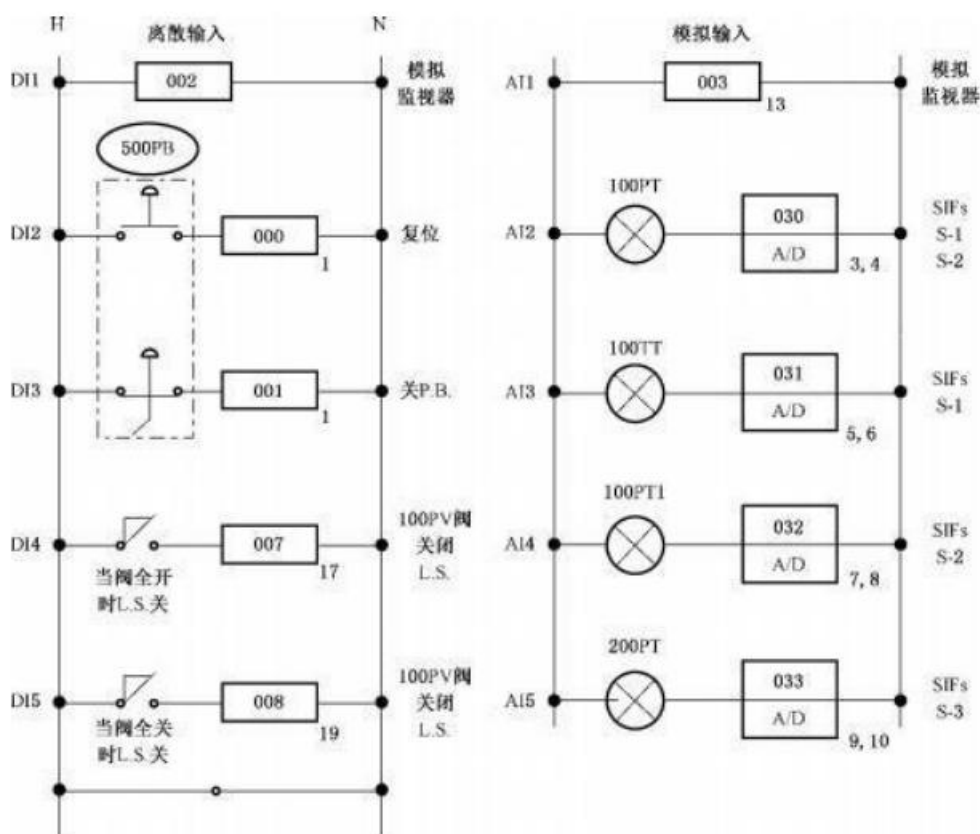 H
离散输入
N
DI1
002
模拟
监视器
500PB
DI2
000
1
复位
DI3
001
1
关P.B.
DI4
007
17
100PV阀
关闭
L.S.
当阀全开
时L.S.关
DI5
008
19
100PV阀
关闭
L.S.
当阀全关
时L.S.关
模拟输入
AI1
003
13
模拟
监视器
100PT
AI2
030
A/D
3, 4
SIFs
S-1
S-2
100TT
AI3
031
A/D
5, 6
SIFs
S-1
100PT1
AI4
032
A/D
7, 8
SIFs
S-2
200PT
AI5
033
A/D
9, 10
SIFs
S-3